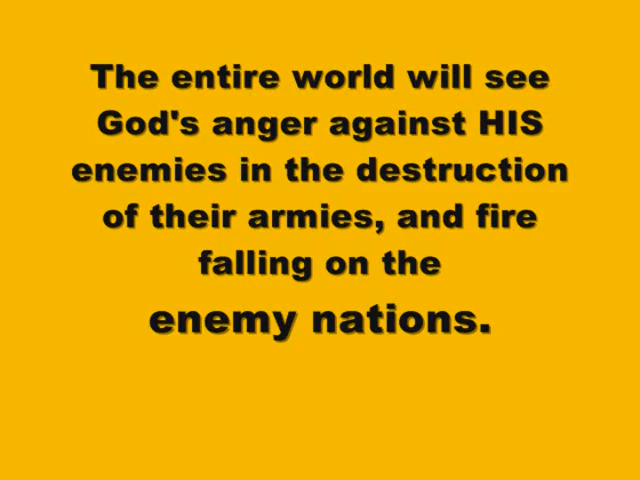 The entire world will see
God's anger against HIS
enemies in the destruction
of their armies, and fire
falling on the
enemy nations.